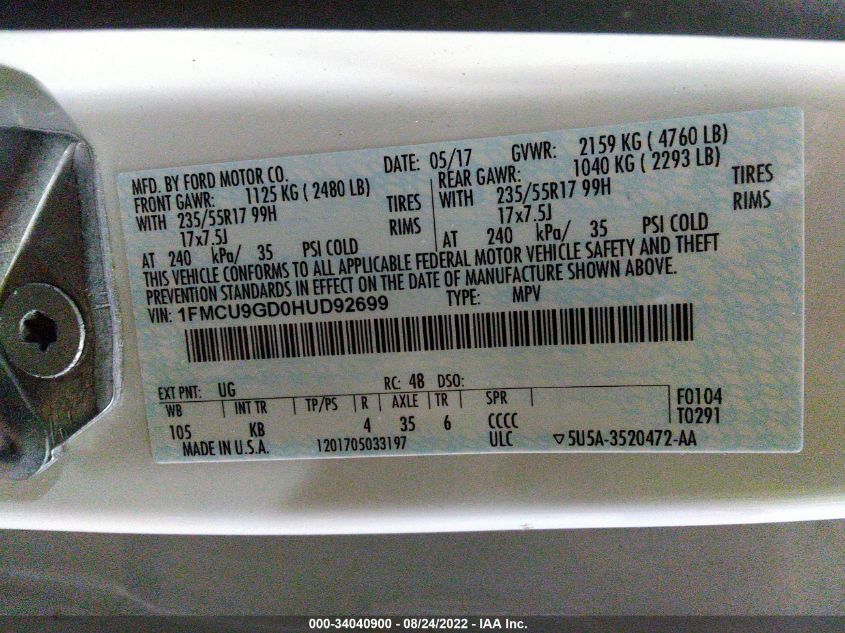 MFD. BY FORD MOTOR CO. DATE: 05/17 GVWR: 2159 KG ( 4760 LB)
FRONT GAWR: 1125 KG ( 2480 LB) REAR GAWR: 1040 KG ( 2293 LB)
WITH 235/55R17 99H TIRES WITH 235/55R17 99H TIRES
17x7.5J RIMS 17x7.5J RIMS
AT 240 kPa/ 35 PSI COLD AT 240 kPa/ 35 PSI COLD
THIS VEHICLE CONFORMS TO ALL APPLICABLE FEDERAL MOTOR VEHICLE SAFETY AND THEFT
PREVENTION STANDARDS IN EFFECT ON THE DATE OF MANUFACTURE SHOWN ABOVE.
VIN: 1FMCU9GD0HUD92699 TYPE: MPV
EXT PNT: UG RC: 48 DSO: F0104
WB INT TR TP/PS R AXLE TR SPR T0291
105 KB 4 35 6 CCCC
MADE IN U.S.A. 1201705033197 ULC ▽5U5A-3520472-AA
000-34040900 - 08/24/2022 - IAA Inc.